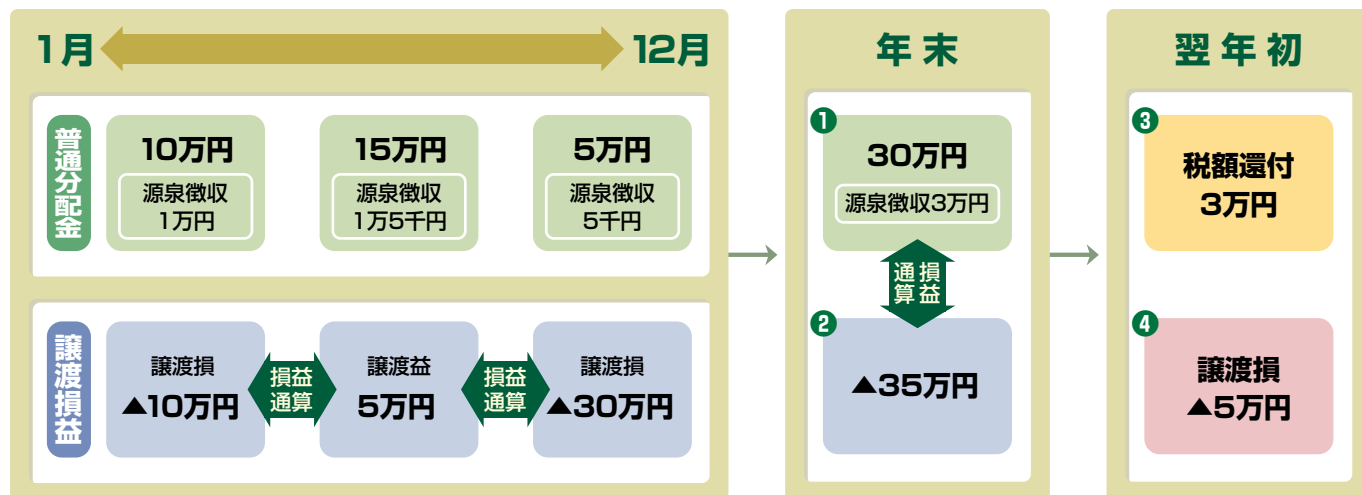 1月
12月
普通分配金
10万円
源泉徴収
1万円
15万円
源泉徴収
1万5千円
5万円
源泉徴収
5千円
譲渡損益
譲渡損
▲10万円
損益
通算
譲渡益
5万円
損益
通算
譲渡損
▲30万円
年末
❶
30万円
源泉徴収3万円
損益
通算
❷
▲35万円
翌年初
❸
税額還付
3万円
❹
譲渡損
▲5万円